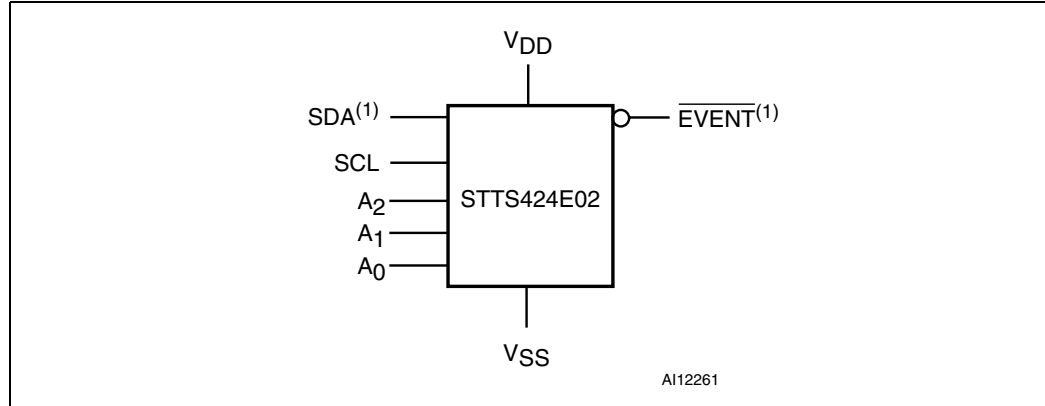 VDD
SDA(1)
EVENT(1)
SCL
STTS424E02
A2
A1
A0
VSS
AI12261